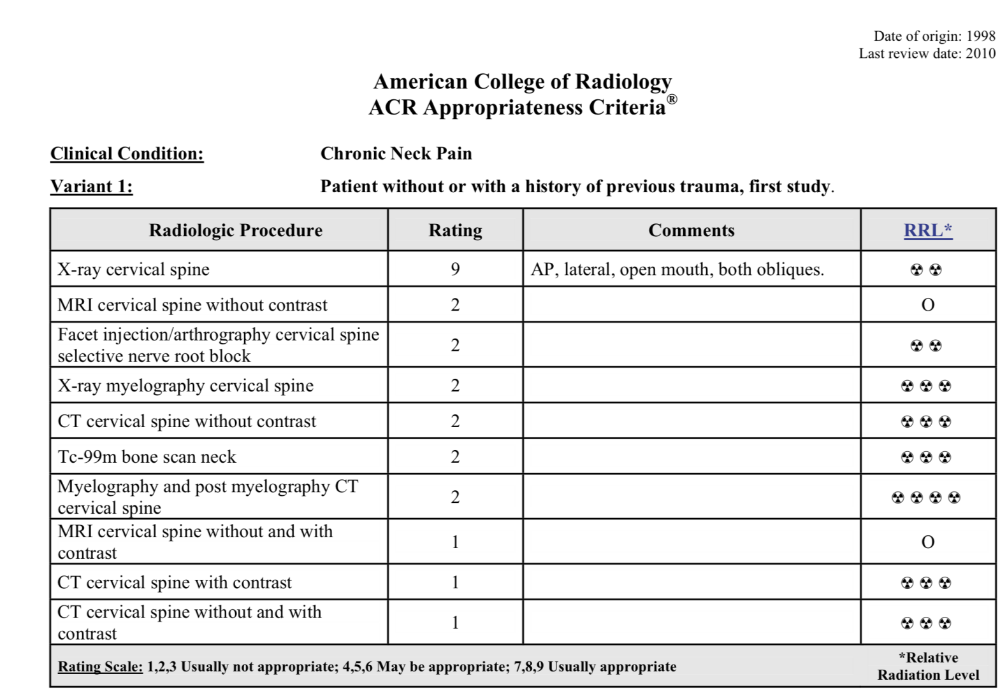 Date of origin: 1998
Last review date: 2010
American College of Radiology
ACR Appropriateness Criteria®
Clinical Condition: Chronic Neck Pain
Variant 1: Patient without or with a history of previous trauma, first study.
Radiologic Procedure Rating Comments RRL*
X-ray cervical spine 9 AP, lateral, open mouth, both obliques. ☢ ☢
MRI cervical spine without contrast 2 O
Facet injection/arthrography cervical spine
selective nerve root block 2 ☢ ☢
X-ray myelography cervical spine 2 ☢ ☢ ☢
CT cervical spine without contrast 2 ☢ ☢ ☢
Tc-99m bone scan neck 2 ☢ ☢ ☢
Myelography and post myelography CT
cervical spine 2 ☢ ☢ ☢ ☢
MRI cervical spine without and with
contrast 1 O
CT cervical spine with contrast 1 ☢ ☢ ☢
CT cervical spine without and with
contrast 1 ☢ ☢ ☢
Rating Scale: 1,2,3 Usually not appropriate; 4,5,6 May be appropriate; 7,8,9 Usually appropriate
*Relative
Radiation Level